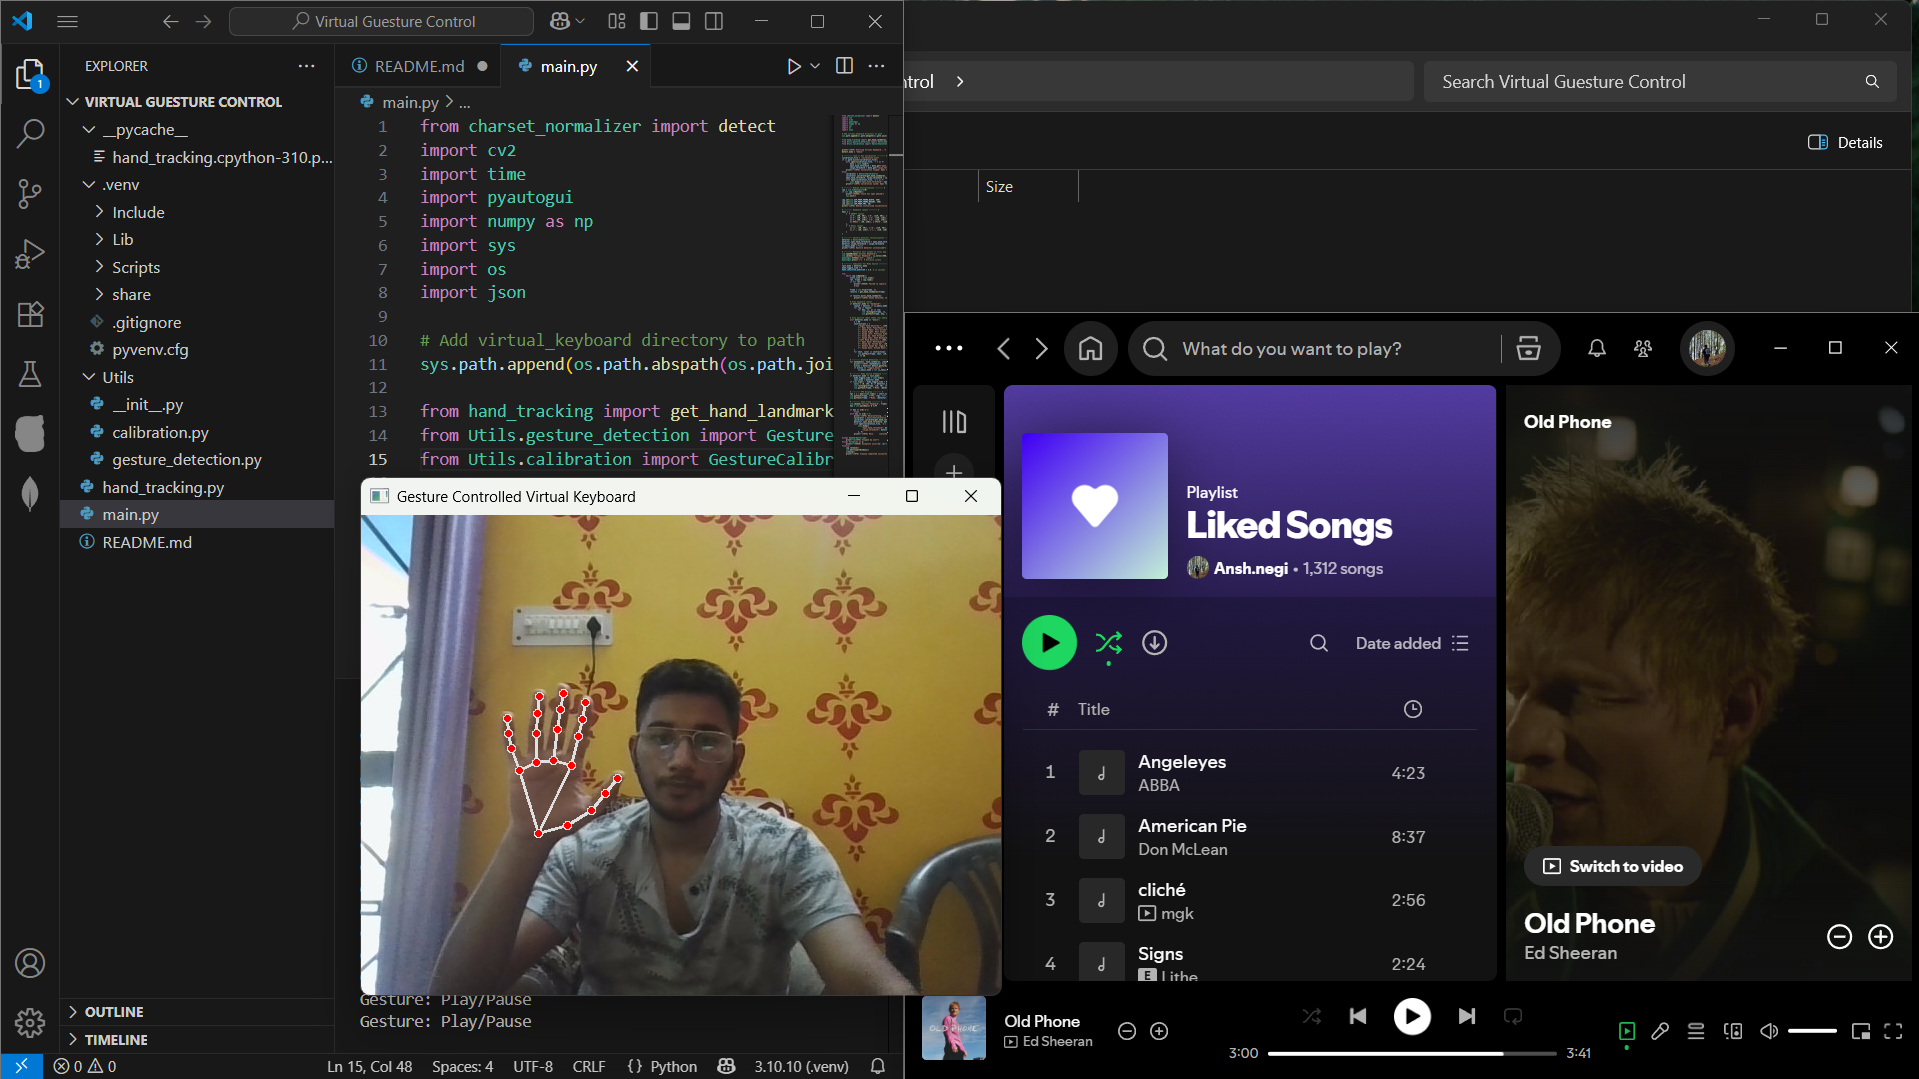 Virtual Guesture Control
EXPLORER
VIRTUAL GUESTURE CONTROL
__pycache__
hand_tracking.cpython-310.p...
.venv
Include
Lib
Scripts
share
.gitignore
pyvenv.cfg
Utils
__init__.py
calibration.py
gesture_detection.py
hand_tracking.py
main.py
README.md
OUTLINE
TIMELINE
1
README.md
main.py
main.py > ...
1 from charset_normalizer import detect
2 import cv2
3 import time
4 import pyautogui
5 import numpy as np
6 import sys
7 import os
8 import json
9
10 # Add virtual_keyboard directory to path
11 sys.path.append(os.path.abspath(os.path.joi
12
13 from hand_tracking import get_hand_landmark
14 from Utils.gesture_detection import Gesture
15 from Utils.calibration import GestureCalibr
Gesture Controlled Virtual Keyboard
Gesture: Play/Pause
Gesture: Play/Pause
0 0
Ln 15, Col 48
Spaces: 4
UTF-8
CRLF
{} Python
3.10.10 (.venv)
ntrol
Search Virtual Guesture Control
Details
Size
What do you want to play?
Playlist
Liked Songs
Ansh.negi • 1,312 songs
Date added
# Title
1 Angeleyes 4:23
ABBA
2 American Pie 8:37
Don McLean
3 cliché 2:56
mgk
4 Signs 2:24
E Lithe
Old Phone
Switch to video
Old Phone
Ed Sheeran
OLD PHONE
Old Phone
Ed Sheeran
3:00
3:41